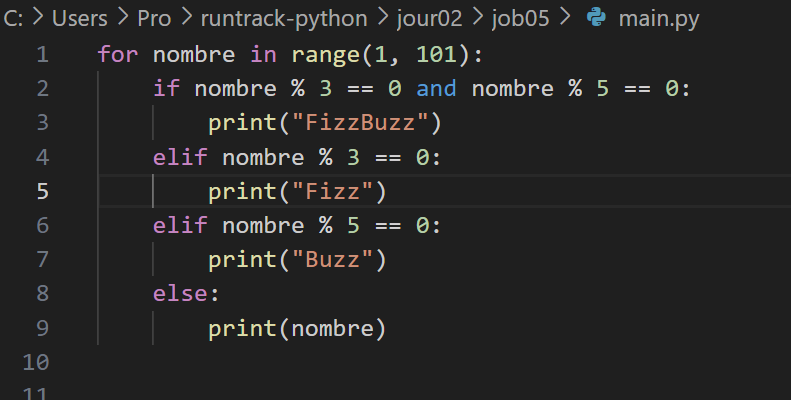 C: > Users > Pro > runtrack-python > jour02 > job05 > main.py
1 for nombre in range(1, 101):
2     if nombre % 3 == 0 and nombre % 5 == 0:
3         print("FizzBuzz")
4     elif nombre % 3 == 0:
5         print("Fizz")
6     elif nombre % 5 == 0:
7         print("Buzz")
8     else:
9         print(nombre)
10
11